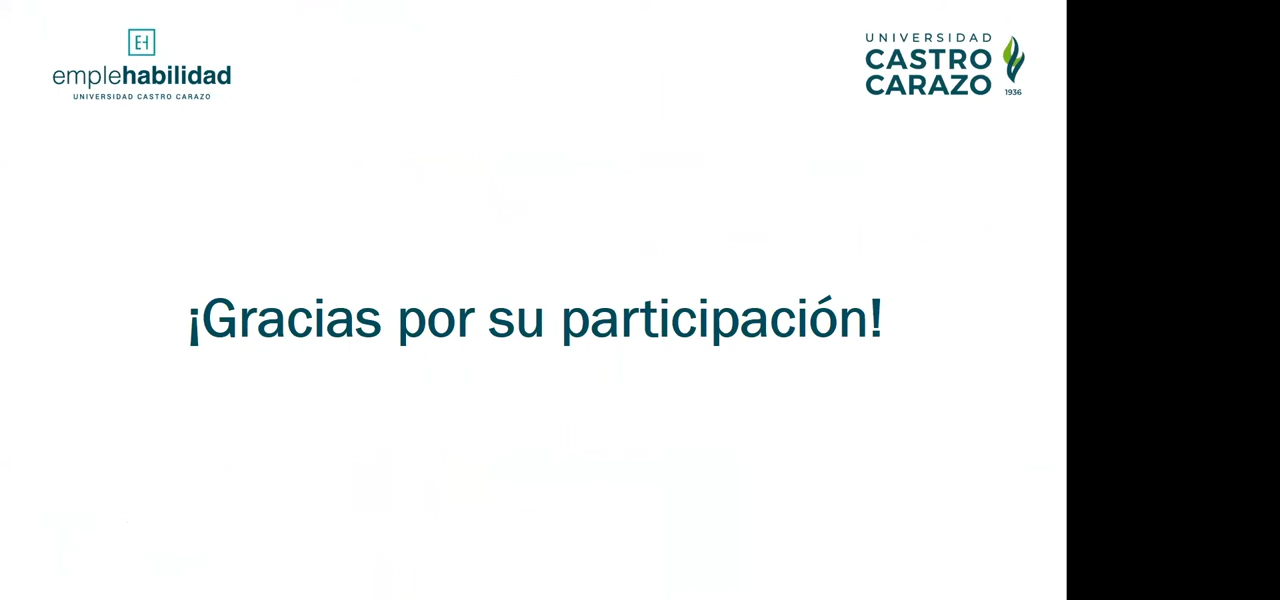 EH
emplehabilidad
UNIVERSIDAD CASTRO CARAZO
UNIVERSIDAD
CASTRO
CARAZO
1936
¡Gracias por su participación!